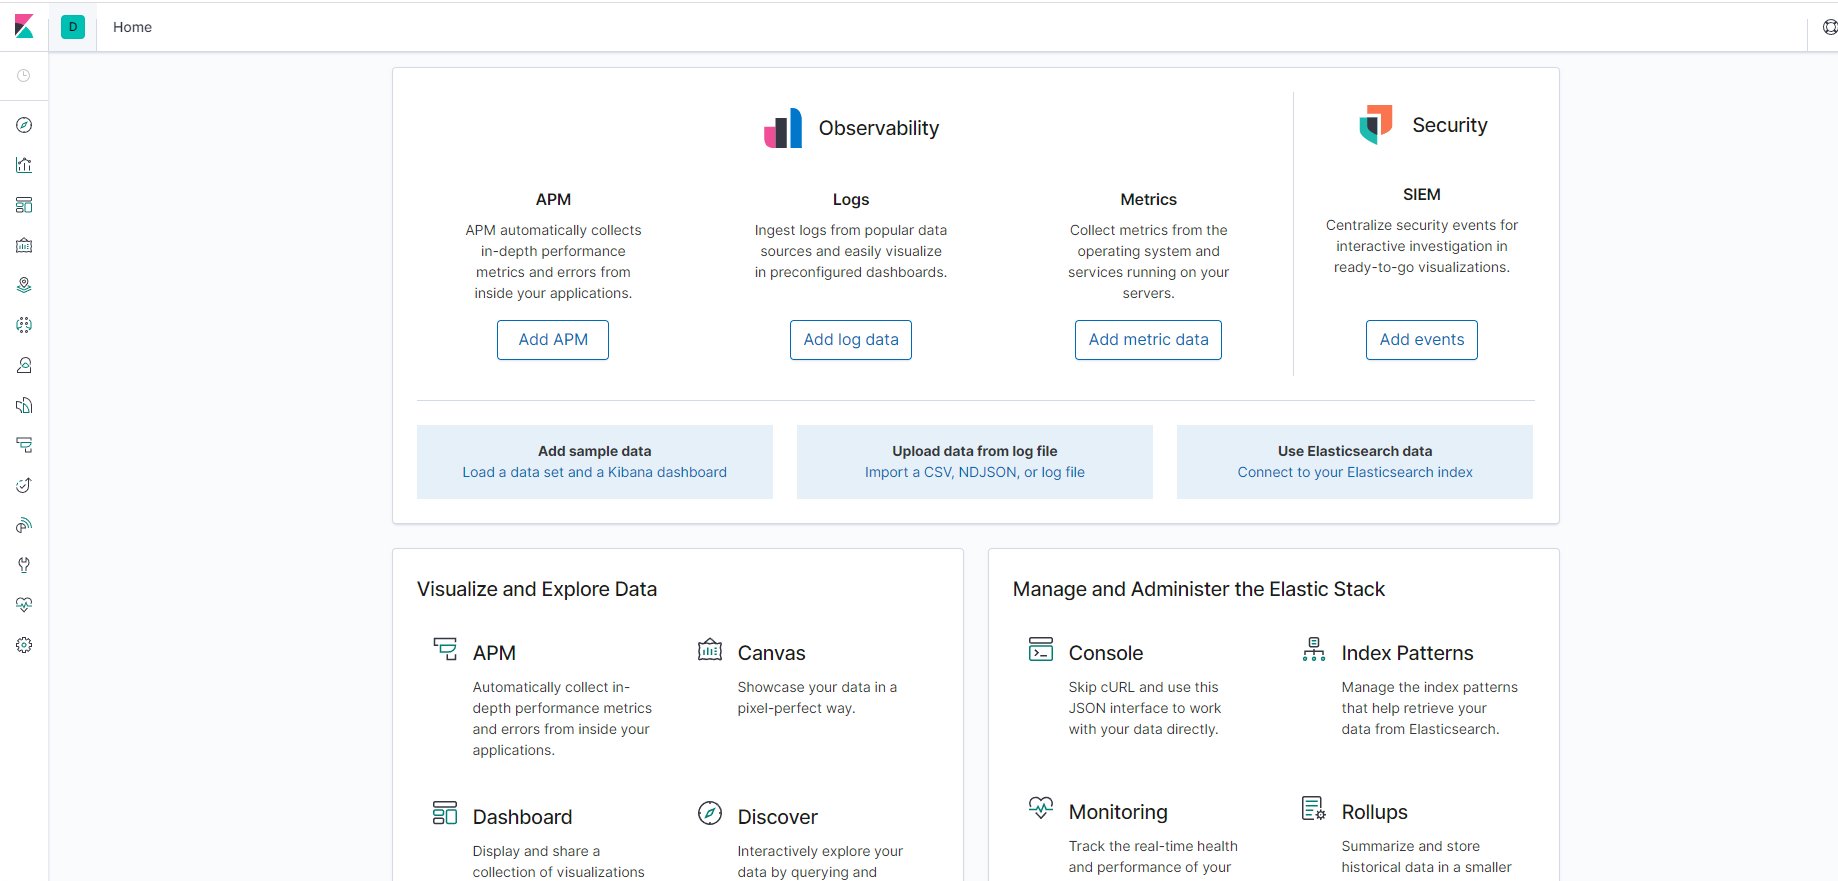 D Home
Observability
Security
APM
APM automatically collects
in-depth performance
metrics and errors from
inside your applications.
Add APM
Logs
Ingest logs from popular data
sources and easily visualize
in preconfigured dashboards.
Add log data
Metrics
Collect metrics from the
operating system and
services running on your
servers.
Add metric data
SIEM
Centralize security events for
interactive investigation in
ready-to-go visualizations.
Add events
Add sample data
Load a data set and a Kibana dashboard
Upload data from log file
Import a CSV, NDJSON, or log file
Use Elasticsearch data
Connect to your Elasticsearch index
Visualize and Explore Data
APM
Automatically collect in-
depth performance metrics
and errors from inside your
applications.
Canvas
Showcase your data in a
pixel-perfect way.
Dashboard
Display and share a
collection of visualizations
Discover
Interactively explore your
data by querying and
Manage and Administer the Elastic Stack
Console
Skip cURL and use this
JSON interface to work
with your data directly.
Index Patterns
Manage the index patterns
that help retrieve your
data from Elasticsearch.
Monitoring
Track the real-time health
and performance of your
Rollups
Summarize and store
historical data in a smaller